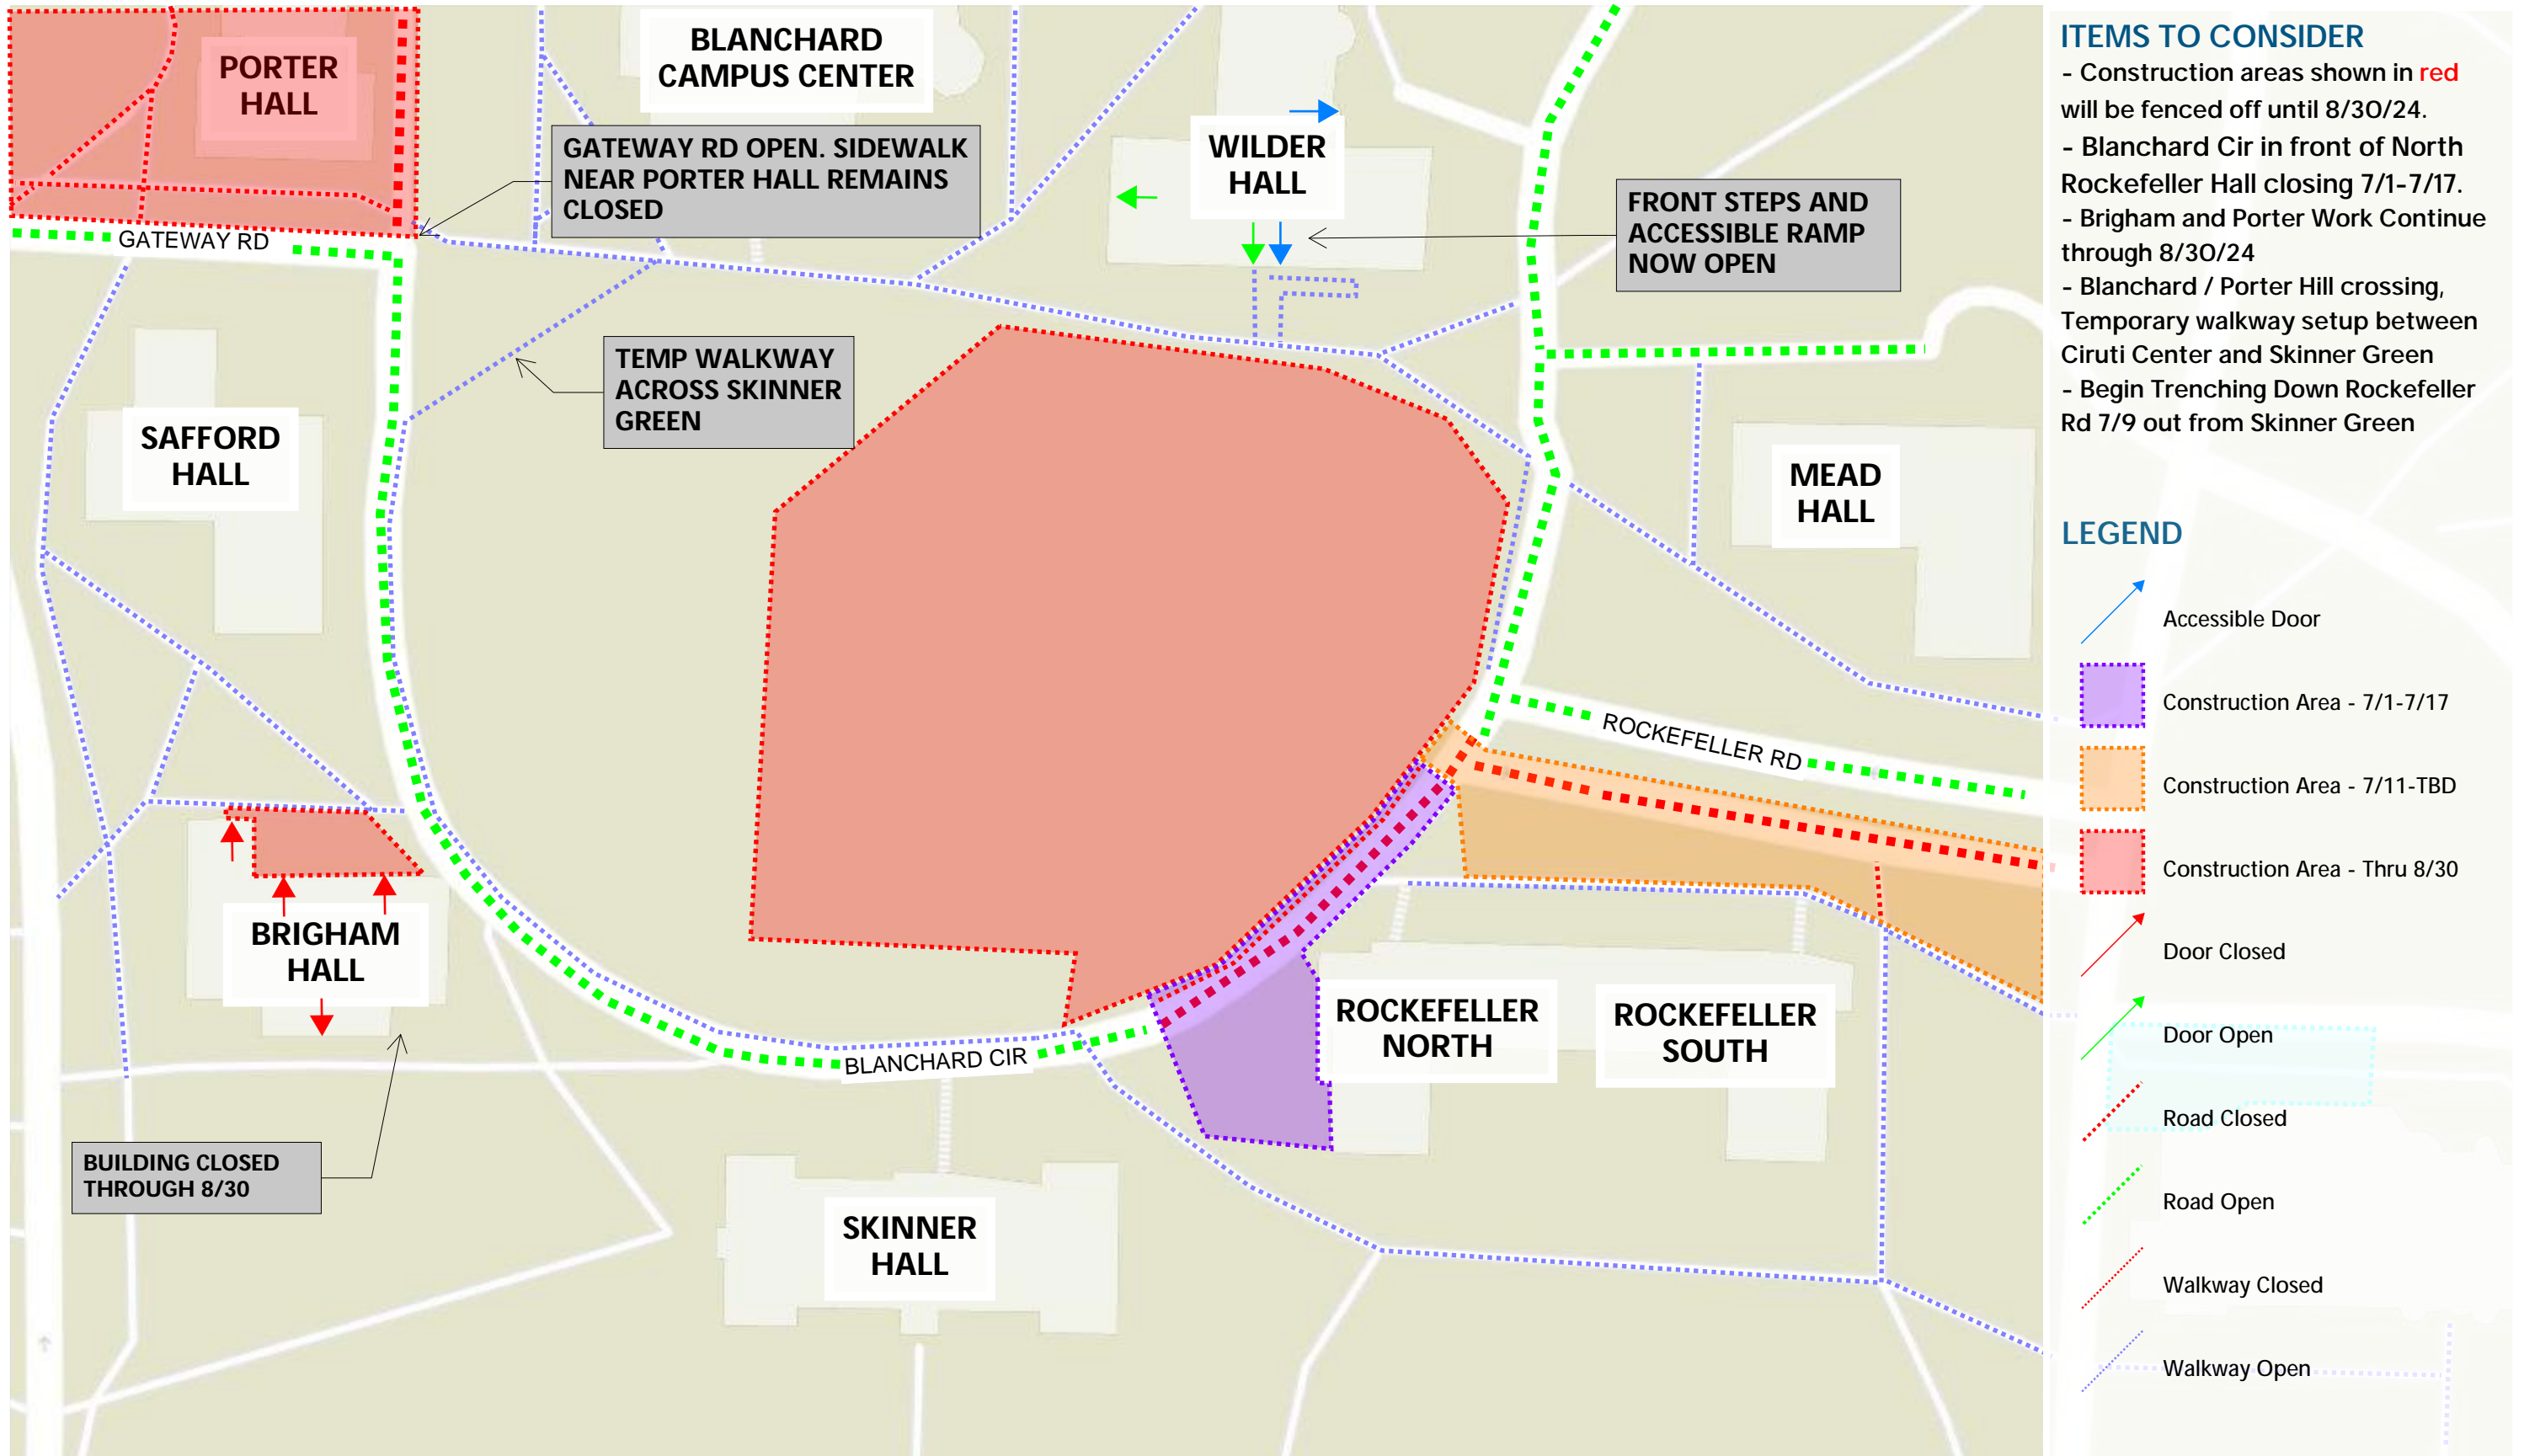 PORTER
HALL
BLANCHARD
CAMPUS CENTER
GATEWAY RD OPEN. SIDEWALK
NEAR PORTER HALL REMAINS
CLOSED
WILDER
HALL
FRONT STEPS AND
ACCESSIBLE RAMP
NOW OPEN
GATEWAY RD
TEMP WALKWAY
ACROSS SKINNER
GREEN
SAFFORD
HALL
MEAD
HALL
ROCKEFELLER RD
BRIGHAM
HALL
ROCKEFELLER
NORTH
ROCKEFELLER
SOUTH
BLANCHARD CIR
BUILDING CLOSED
THROUGH 8/30
SKINNER
HALL
ITEMS TO CONSIDER
- Construction areas shown in red
will be fenced off until 8/30/24.
- Blanchard Cir in front of North
Rockefeller Hall closing 7/1-7/17.
- Brigham and Porter Work Continue
through 8/30/24
- Blanchard / Porter Hill crossing,
Temporary walkway setup between
Ciruti Center and Skinner Green
- Begin Trenching Down Rockefeller
Rd 7/9 out from Skinner Green
LEGEND
Accessible Door
Construction Area - 7/1-7/17
Construction Area - 7/11-TBD
Construction Area - Thru 8/30
Door Closed
Door Open
Road Closed
Road Open
Walkway Closed
Walkway Open